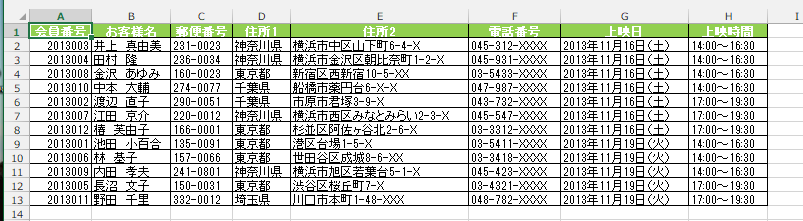 A B C D E F G H I
1 会員番号 お客様名 郵便番号 住所1 住所2 電話番号 上映日 上映時間
2 2013003 井上 真由美 231-0023 神奈川県 横浜市中区山下町6-4-X 045-312-XXXX 2013年11月16日(土) 14:00~16:30
3 2013004 田村 隆 236-0034 神奈川県 横浜市金沢区朝比奈町1-2-X 045-931-XXXX 2013年11月16日(土) 14:00~16:30
4 2013008 金沢 あゆみ 160-0023 東京都 新宿区西新宿10-5-XX 03-5433-XXXX 2013年11月16日(土) 14:00~16:30
5 2013010 中本 大輔 274-0077 千葉県 船橋市薬円台6-X-X 047-987-XXXX 2013年11月16日(土) 14:00~16:30
6 2013002 渡辺 直子 290-0051 千葉県 市原市君塚3-9-X 043-732-XXXX 2013年11月16日(土) 17:00~19:30
7 2013007 江田 京介 220-0012 神奈川県 横浜市西区みなとみらい2-3-X 045-547-XXXX 2013年11月16日(土) 17:00~19:30
8 2013012 椿 芙由子 166-0001 東京都 杉並区阿佐ヶ谷北2-6-X 03-3312-XXXX 2013年11月16日(土) 17:00~19:30
9 2013001 池田 小百合 135-0091 東京都 港区台場1-5-X 03-5411-XXXX 2013年11月19日(火) 14:00~16:30
10 2013006 林 基子 157-0066 東京都 世田谷区成城8-6-XX 03-3418-XXXX 2013年11月19日(火) 14:00~16:30
11 2013009 内田 孝夫 241-0801 神奈川県 横浜市旭区若葉台5-1-X 045-423-XXXX 2013年11月19日(火) 14:00~16:30
12 2013005 長沼 文子 150-0031 東京都 渋谷区桜丘町7-X 03-4321-XXXX 2013年11月19日(火) 17:00~19:30
13 2013011 野田 千里 332-0012 埼玉県 川口市本町1-48-XXX 048-782-XXXX 2013年11月19日(火) 17:00~19:30
14